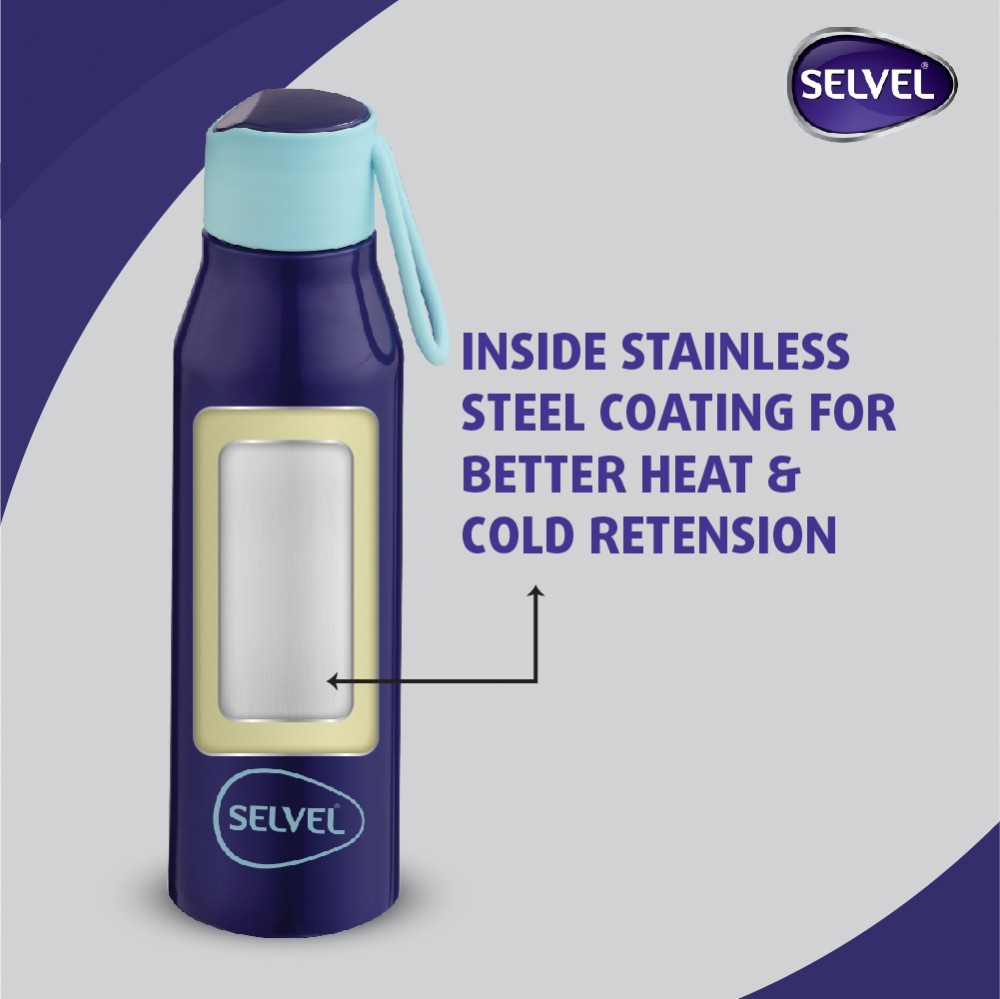 SELVEL®
INSIDE STAINLESS
STEEL COATING FOR
BETTER HEAT &
COLD RETENSION
SELVEL®